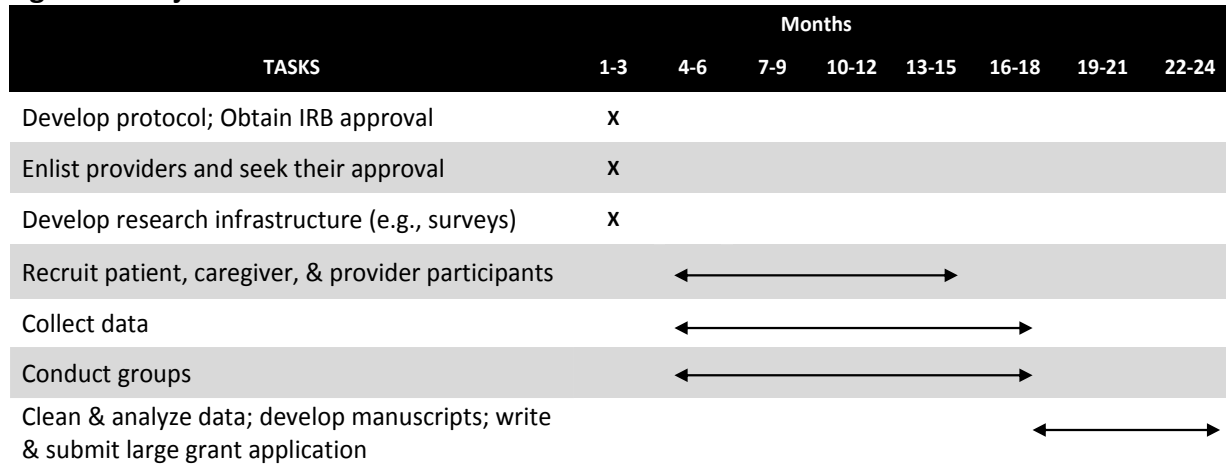 Months
TASKS 1-3 4-6 7-9 10-12 13-15 16-18 19-21 22-24
Develop protocol; Obtain IRB approval X
Enlist providers and seek their approval X
Develop research infrastructure (e.g., surveys) X
Recruit patient, caregiver, & provider participants
Collect data
Conduct groups
Clean & analyze data; develop manuscripts; write
& submit large grant application